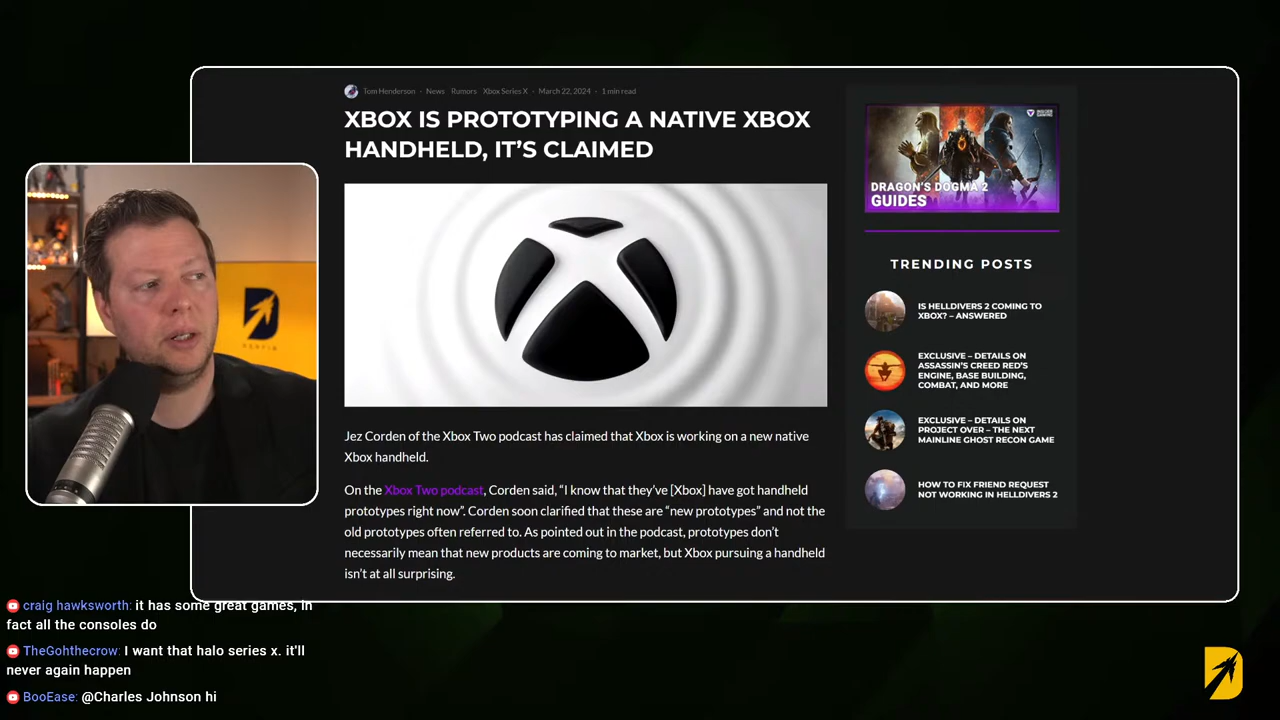 Tom Henderson · News Rumors Xbox Series X · March 22, 2024 · 1 min read
XBOX IS PROTOTYPING A NATIVE XBOX
HANDHELD, IT’S CLAIMED
Jez Corden of the Xbox Two podcast has claimed that Xbox is working on a new native
Xbox handheld.
On the Xbox Two podcast, Corden said, “I know that they’ve [Xbox] have got handheld
prototypes right now”. Corden soon clarified that these are “new prototypes” and not the
old prototypes often referred to. As pointed out in the podcast, prototypes don’t
necessarily mean that new products are coming to market, but Xbox pursuing a handheld
isn’t at all surprising.
INSIDER
GAMING
DRAGON'S DOGMA 2
GUIDES
TRENDING POSTS
IS HELLDIVERS 2 COMING TO
XBOX? – ANSWERED
EXCLUSIVE – DETAILS ON
ASSASSIN’S CREED RED’S
ENGINE, BASE BUILDING,
COMBAT, AND MORE
EXCLUSIVE – DETAILS ON
PROJECT OVER – THE NEXT
MAINLINE GHOST RECON GAME
HOW TO FIX FRIEND REQUEST
NOT WORKING IN HELLDIVERS 2
craig hawksworth: it has some great games, in
fact all the consoles do
TheGohthecrow: I want that halo series x. it'll
never again happen
BooEase: @Charles Johnson hi